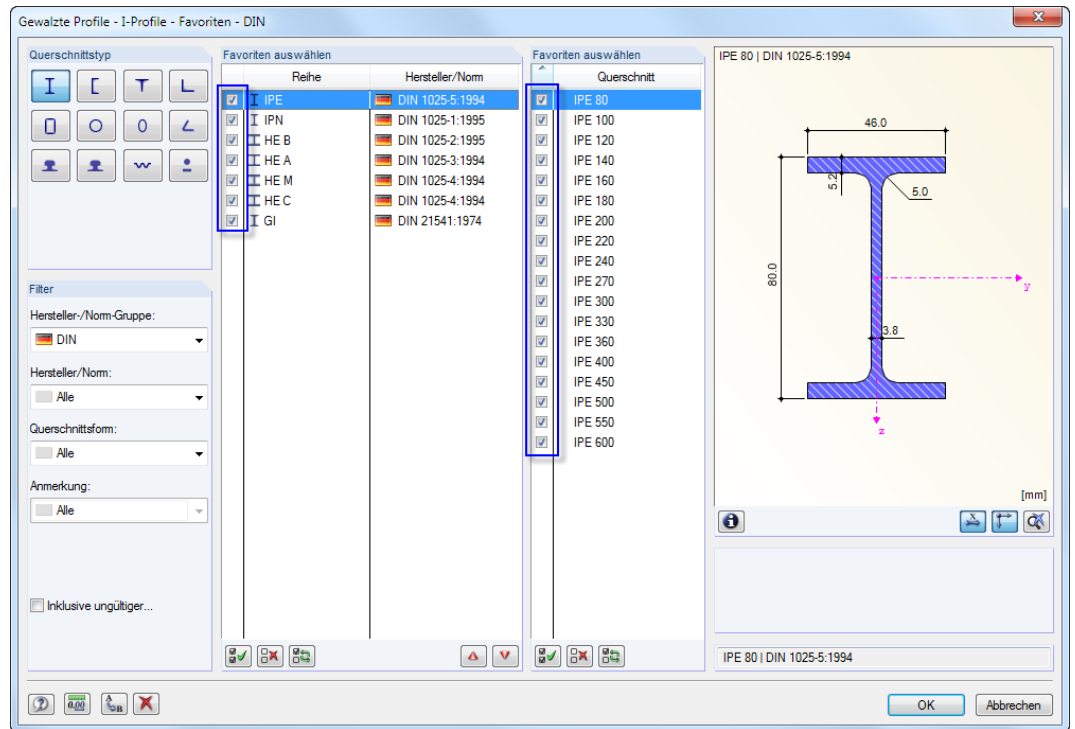 Gewalzte Profile - I-Profile - Favoriten - DIN
Querschnittstyp
Filter
Hersteller-/Norm-Gruppe:
DIN
Hersteller/Norm:
Alle
Querschnittsform:
Alle
Anmerkung:
Alle
Inklusive ungültiger...
Favoriten auswählen
Reihe Hersteller/Norm
IPE DIN 1025-5:1994
IPN DIN 1025-1:1995
HE B DIN 1025-2:1995
HE A DIN 1025-3:1994
HE M DIN 1025-4:1994
HE C DIN 1025-4:1994
GI DIN 21541:1974
Favoriten auswählen
Querschnitt
IPE 80
IPE 100
IPE 120
IPE 140
IPE 160
IPE 180
IPE 200
IPE 220
IPE 240
IPE 270
IPE 300
IPE 330
IPE 360
IPE 400
IPE 450
IPE 500
IPE 550
IPE 600
IPE 80 | DIN 1025-5:1994
46.0
5.2
5.0
80.0
y
3.8
z
[mm]
IPE 80 | DIN 1025-5:1994
0.00
A
B
OK
Abbrechen